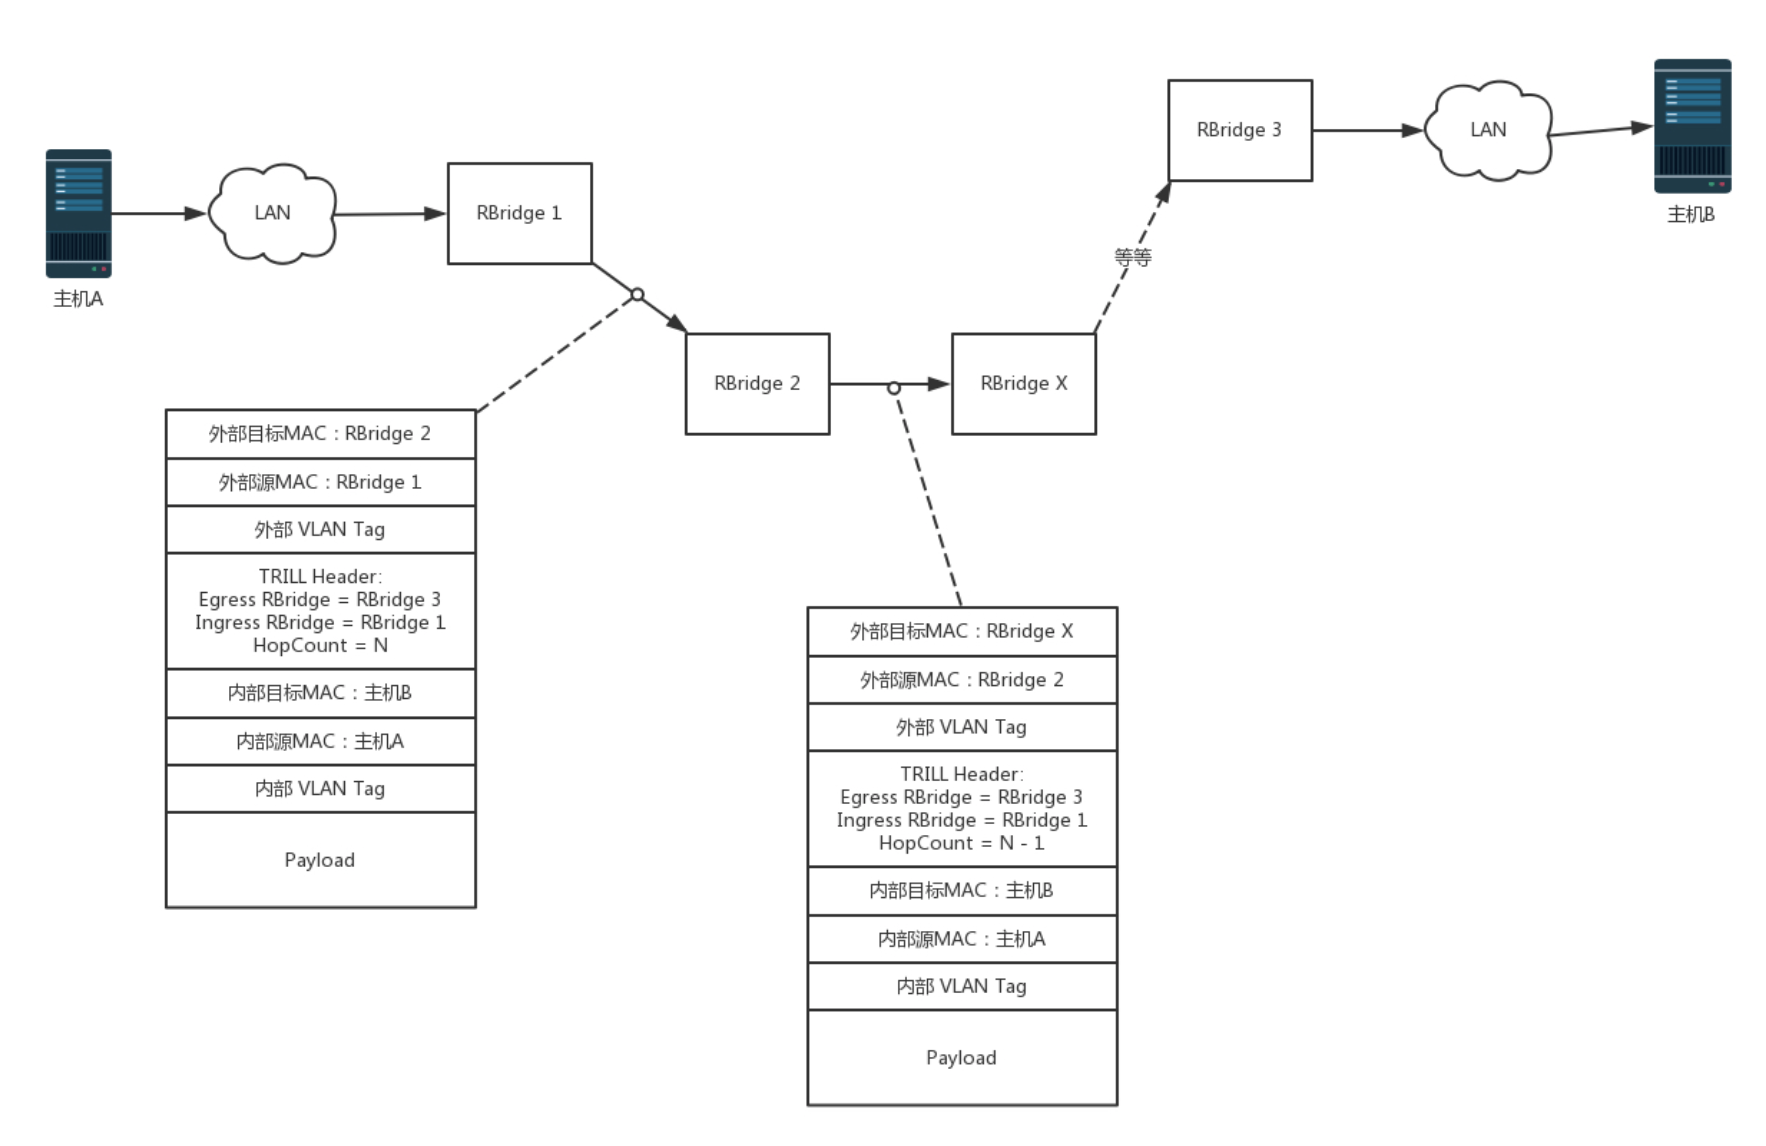 主机A
LAN
RBridge 1
RBridge 2
RBridge X
等等
RBridge 3
LAN
主机B
外部目标MAC：RBridge 2
外部源MAC：RBridge 1
外部 VLAN Tag
TRILL Header:
Egress RBridge = RBridge 3
Ingress RBridge = RBridge 1
HopCount = N
内部目标MAC：主机B
内部源MAC：主机A
内部 VLAN Tag
Payload
外部目标MAC：RBridge X
外部源MAC：RBridge 2
外部 VLAN Tag
TRILL Header:
Egress RBridge = RBridge 3
Ingress RBridge = RBridge 1
HopCount = N - 1
内部目标MAC：主机B
内部源MAC：主机A
内部 VLAN Tag
Payload